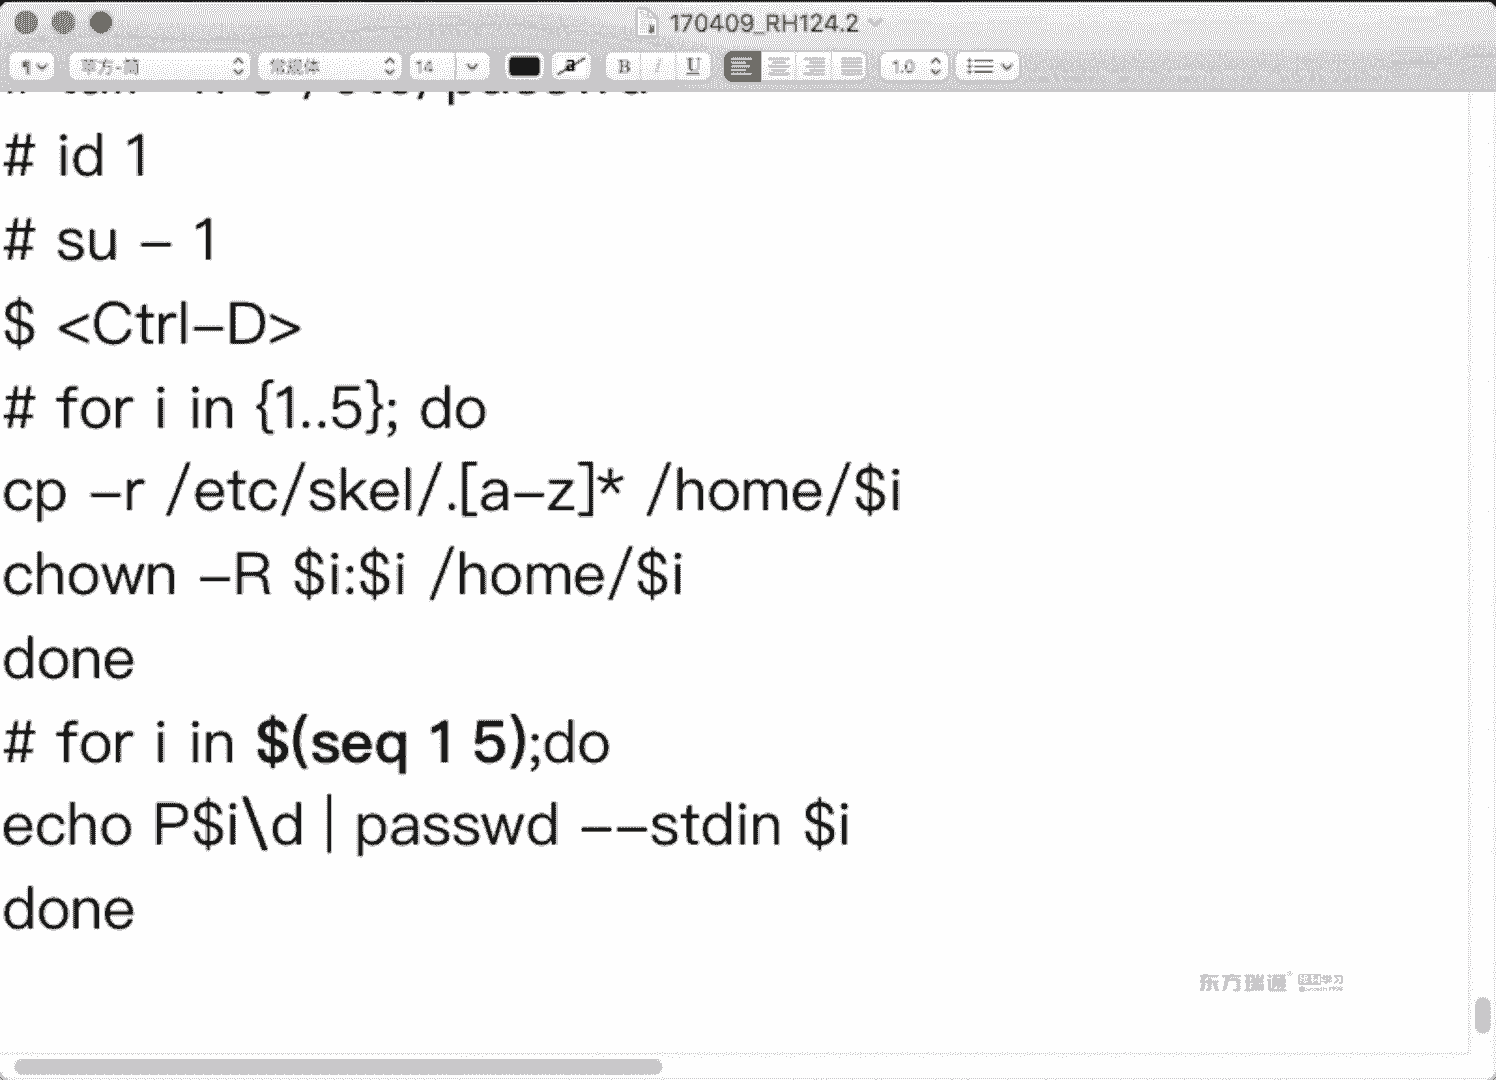 170409_RH124.2
苹方-简 常规体 14 a B I U 1.0
# id 1
# su – 1
$ <Ctrl–D>
# for i in {1..5}; do
cp –r /etc/skel/.[a–z]* /home/$i
chown –R $i:$i /home/$i
done
# for i in $(seq 1 5);do
echo P$i\d | passwd --stdin $i
done
东方瑞通 学习